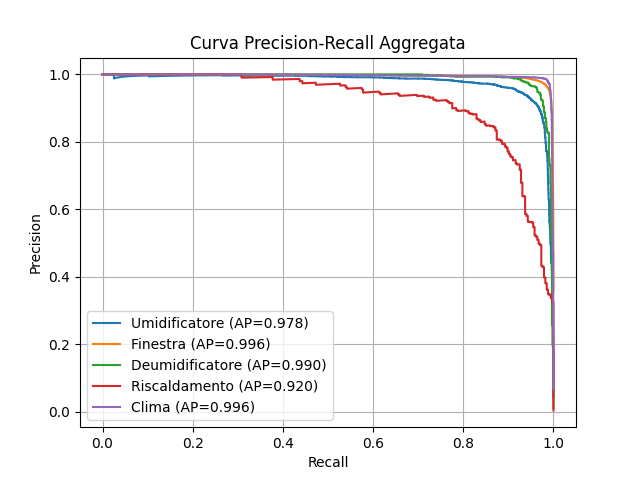 Curva Precision-Recall Aggregata
1.0
0.8
0.6
0.4
0.2
0.0
Precision
Umidificatore (AP=0.978)
Finestra (AP=0.996)
Deumidificatore (AP=0.990)
Riscaldamento (AP=0.920)
Clima (AP=0.996)
0.0 0.2 0.4 0.6 0.8 1.0
Recall